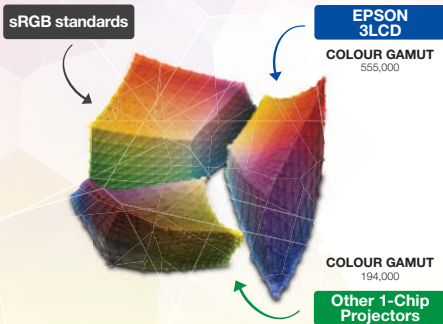 sRGB standards
EPSON
3LCD
COLOUR GAMUT
555,000
COLOUR GAMUT
194,000
Other 1-Chip
Projectors